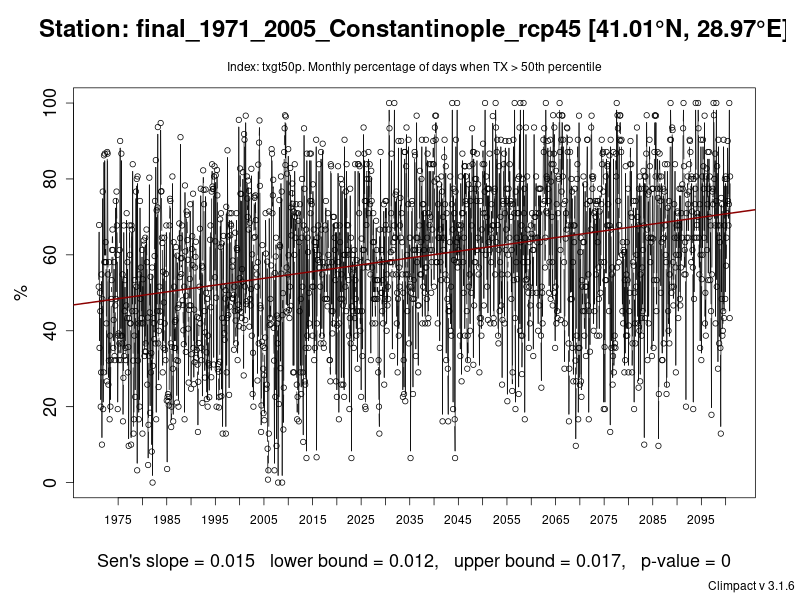 Station: final_1971_2005_Constantinople_rcp45 [41.01°N, 28.97°E]
Index: txgt50p. Monthly percentage of days when TX > 50th percentile
100
80
60
40
20
0
%
1975 1985 1995 2005 2015 2025 2035 2045 2055 2065 2075 2085 2095
Sen's slope = 0.015 lower bound = 0.012, upper bound = 0.017, p-value = 0
Climpact v 3.1.6